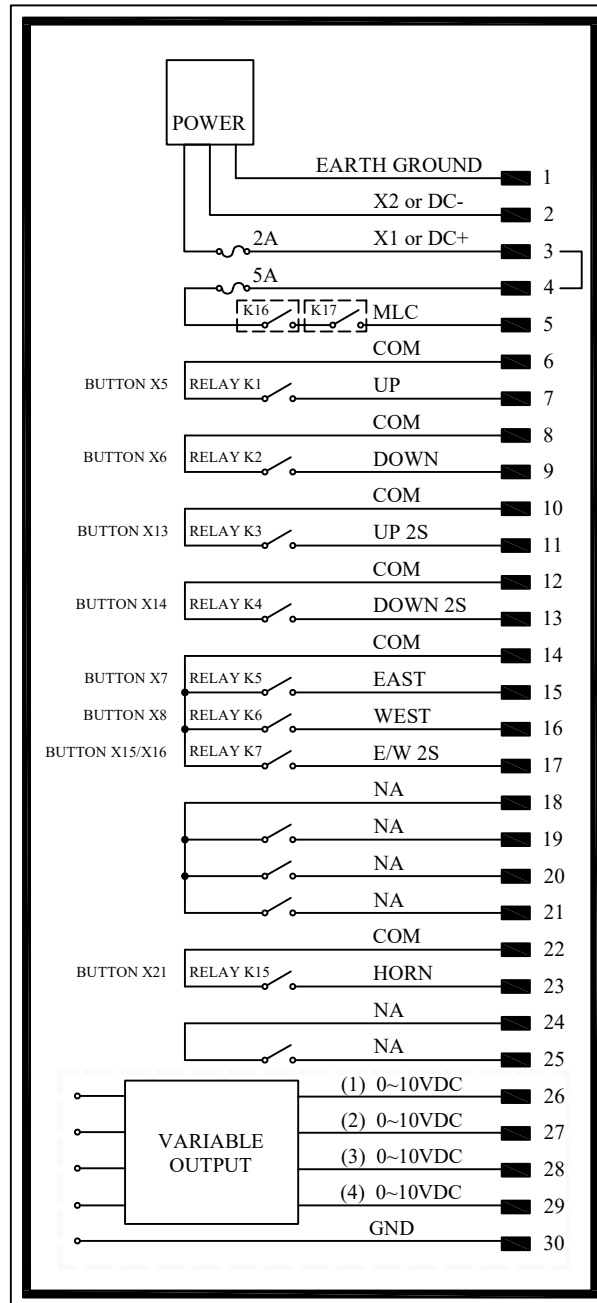 POWER
EARTH GROUND 1
X2 or DC- 2
2A X1 or DC+ 3
5A 4
K16 K17 MLC 5
COM 6
BUTTON X5 RELAY K1 UP 7
COM 8
BUTTON X6 RELAY K2 DOWN 9
COM 10
BUTTON X13 RELAY K3 UP 2S 11
COM 12
BUTTON X14 RELAY K4 DOWN 2S 13
COM 14
BUTTON X7 RELAY K5 EAST 15
BUTTON X8 RELAY K6 WEST 16
BUTTON X15/X16 RELAY K7 E/W 2S 17
NA 18
NA 19
NA 20
NA 21
COM 22
BUTTON X21 RELAY K15 HORN 23
NA 24
NA 25
(1) 0~10VDC 26
VARIABLE OUTPUT
(2) 0~10VDC 27
(3) 0~10VDC 28
(4) 0~10VDC 29
GND 30